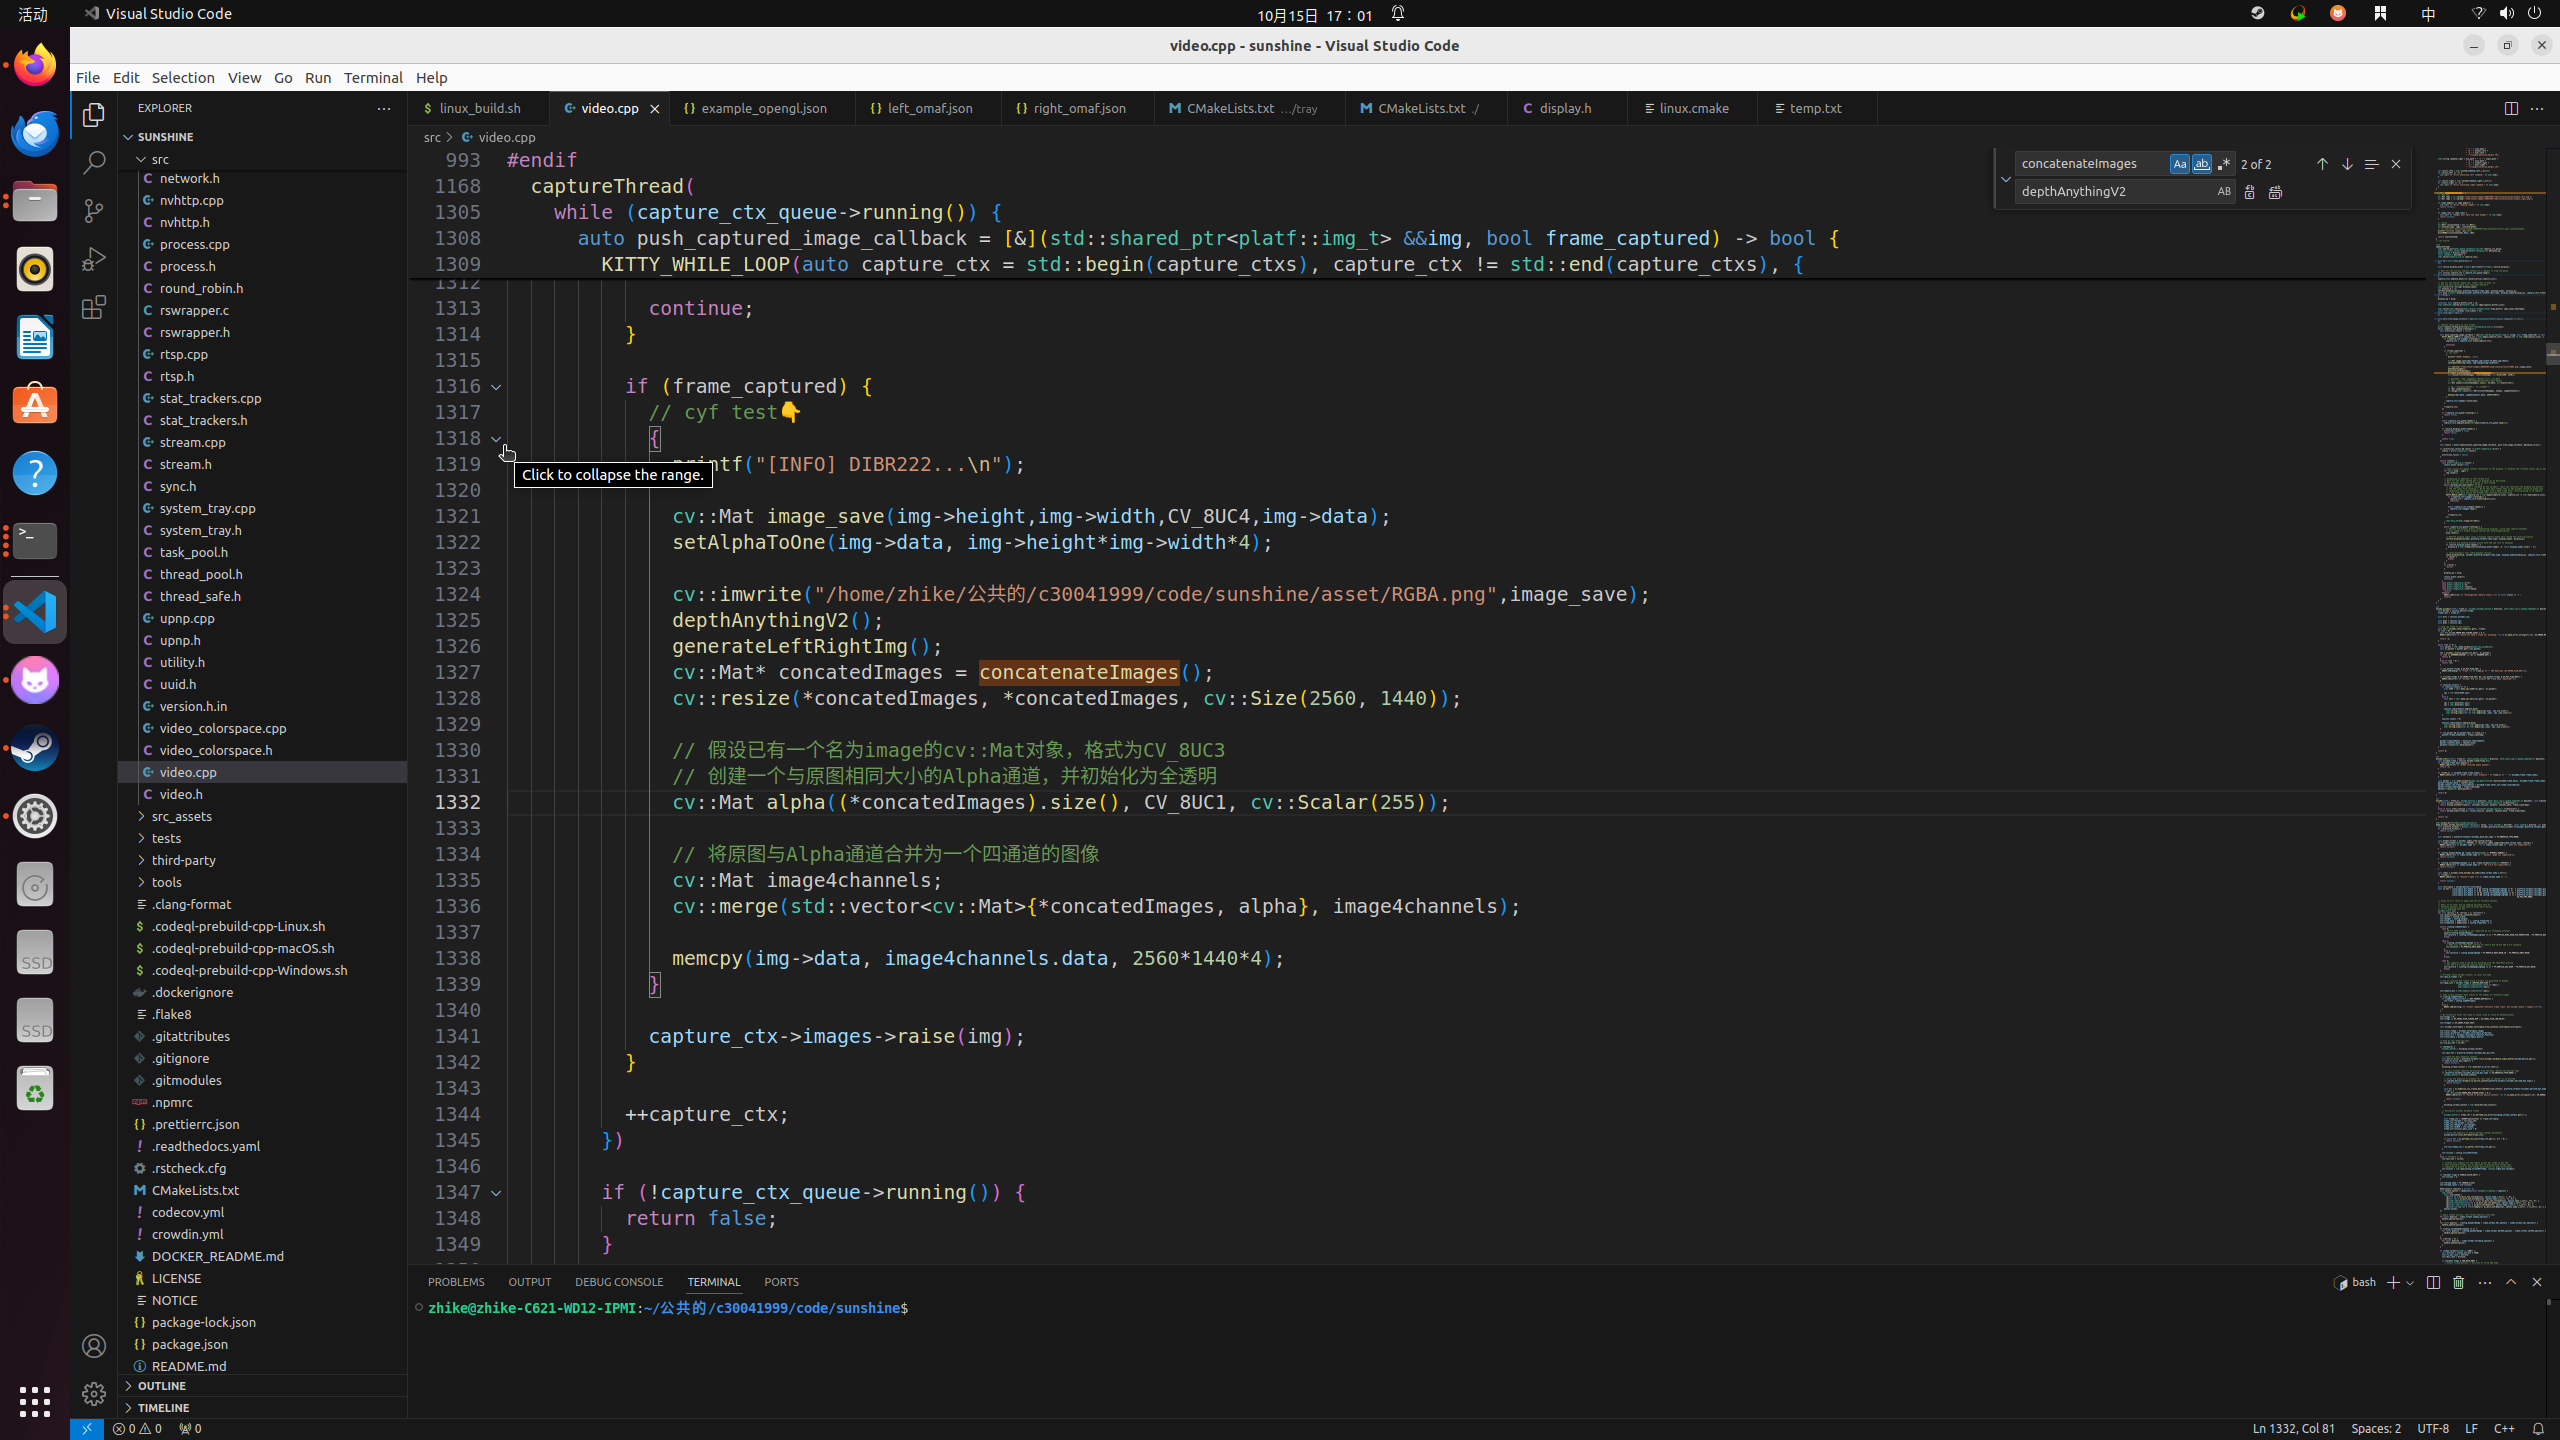 活动
Visual Studio Code
10月15日 17：01
中
video.cpp - sunshine - Visual Studio Code
File Edit Selection View Go Run Terminal Help
EXPLORER
SUNSHINE
src
network.h
nvhttp.cpp
nvhttp.h
process.cpp
process.h
round_robin.h
rswrapper.c
rswrapper.h
rtsp.cpp
rtsp.h
stat_trackers.cpp
stat_trackers.h
stream.cpp
stream.h
sync.h
system_tray.cpp
system_tray.h
task_pool.h
thread_pool.h
thread_safe.h
upnp.cpp
upnp.h
utility.h
uuid.h
version.h.in
video_colorspace.cpp
video_colorspace.h
video.cpp
video.h
src_assets
tests
third-party
tools
.clang-format
.codeql-prebuild-cpp-Linux.sh
.codeql-prebuild-cpp-macOS.sh
.codeql-prebuild-cpp-Windows.sh
.dockerignore
.flake8
.gitattributes
.gitignore
.gitmodules
.npmrc
.prettierrc.json
.readthedocs.yaml
.rstcheck.cfg
CMakeLists.txt
codecov.yml
crowdin.yml
DOCKER_README.md
LICENSE
NOTICE
package-lock.json
package.json
README.md
OUTLINE
TIMELINE
linux_build.sh video.cpp example_opengl.json left_omaf.json right_omaf.json CMakeLists.txt .../tray CMakeLists.txt ./ display.h linux.cmake temp.txt
src > video.cpp
concatenateImages Aa ab 2 of 2
depthAnythingV2 AB
993 #endif
1168 captureThread(
1305 while (capture_ctx_queue->running()) {
1308 auto push_captured_image_callback = [&](std::shared_ptr<platf::img_t> &&img, bool frame_captured) -> bool {
1309 KITTY_WHILE_LOOP(auto capture_ctx = std::begin(capture_ctxs), capture_ctx != std::end(capture_ctxs), {
1312
1313 continue;
1314 }
1315
1316 if (frame_captured) {
1317 // cyf test👇
1318 {
1319 printf("[INFO] DIBR222...\n");
Click to collapse the range.
1320
1321 cv::Mat image_save(img->height,img->width,CV_8UC4,img->data);
1322 setAlphaToOne(img->data, img->height*img->width*4);
1323
1324 cv::imwrite("/home/zhike/公共的/c30041999/code/sunshine/asset/RGBA.png",image_save);
1325 depthAnythingV2();
1326 generateLeftRightImg();
1327 cv::Mat* concatedImages = concatenateImages();
1328 cv::resize(*concatedImages, *concatedImages, cv::Size(2560, 1440));
1329
1330 // 假设已有一个名为image的cv::Mat对象，格式为CV_8UC3
1331 // 创建一个与原图相同大小的Alpha通道，并初始化为全透明
1332 cv::Mat alpha((*concatedImages).size(), CV_8UC1, cv::Scalar(255));
1333
1334 // 将原图与Alpha通道合并为一个四通道的图像
1335 cv::Mat image4channels;
1336 cv::merge(std::vector<cv::Mat>{*concatedImages, alpha}, image4channels);
1337
1338 memcpy(img->data, image4channels.data, 2560*1440*4);
1339 }
1340
1341 capture_ctx->images->raise(img);
1342 }
1343
1344 ++capture_ctx;
1345 })
1346
1347 if (!capture_ctx_queue->running()) {
1348 return false;
1349 }
PROBLEMS OUTPUT DEBUG CONSOLE TERMINAL PORTS
bash
zhike@zhike-C621-WD12-IPMI:~/公共的/c30041999/code/sunshine$
SSD
SSD
0 0 0
Ln 1332, Col 81 Spaces: 2 UTF-8 LF C++